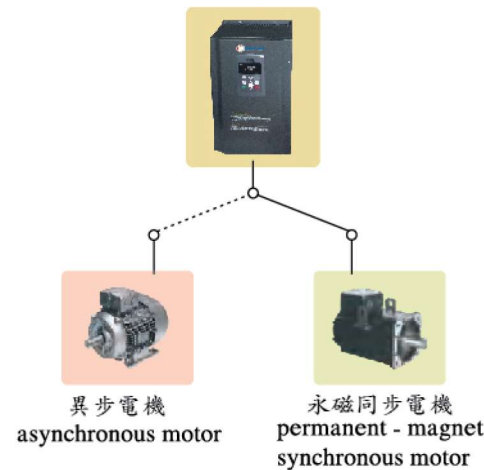 異步電機
asynchronous motor
永磁同步電機
permanent - magnet
synchronous motor